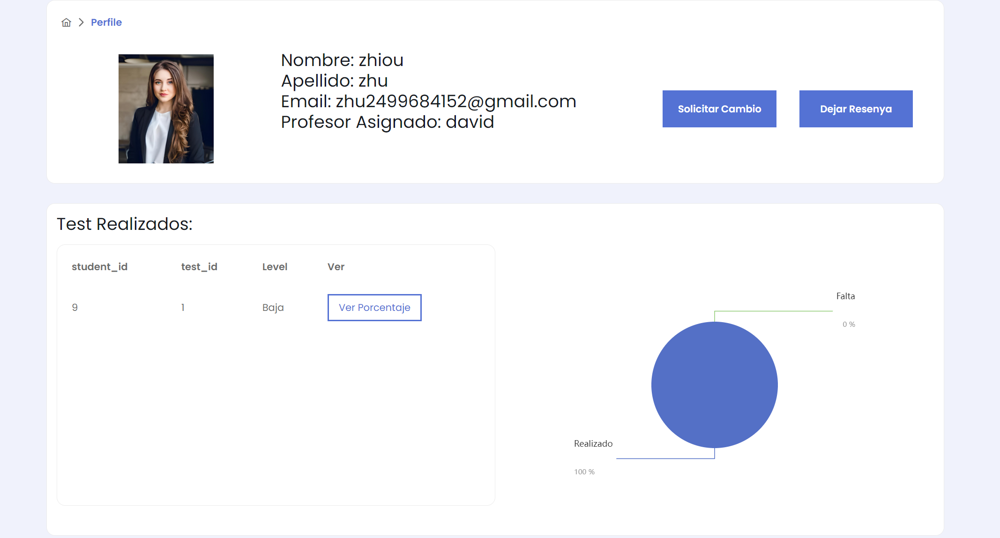 Perfile
Nombre: zhiou
Apellido: zhu
Email: zhu2499684152@gmail.com
Profesor Asignado: david
Solicitar Cambio
Dejar Resenya
Test Realizados:
student_id test_id Level Ver
9 1 Baja Ver Porcentaje
Falta
0 %
Realizado
100 %